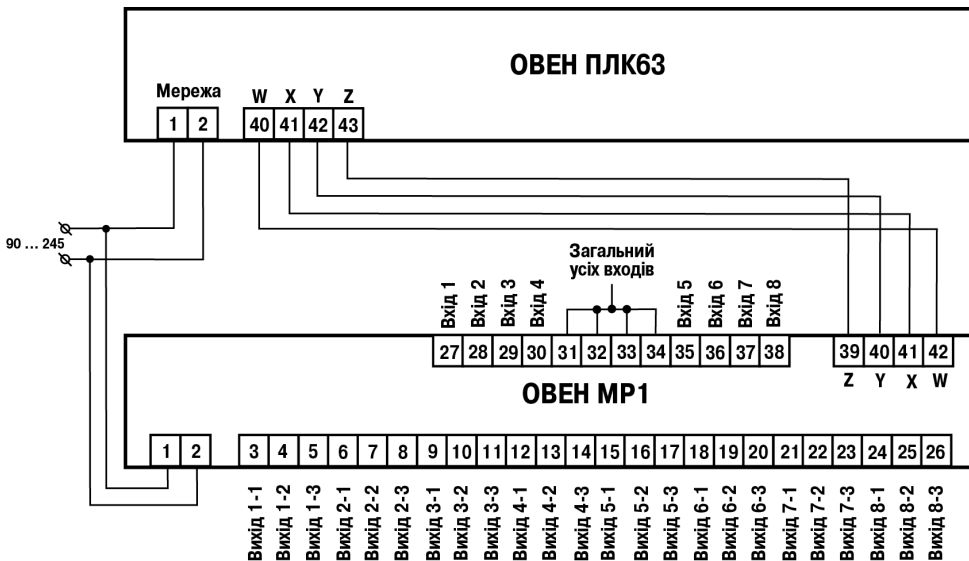 ОВЕН ПЛК63
Мережа
W X Y Z
1 2 40 41 42 43
90 ... 245
Загальний
усіх входів
Вхід 1
Вхід 2
Вхід 3
Вхід 4
Вхід 5
Вхід 6
Вхід 7
Вхід 8
27 28 29 30 31 32 33 34 35 36 37 38 39 40 41 42
Z Y X W
ОВЕН МР1
1 2 3 4 5 6 7 8 9 10 11 12 13 14 15 16 17 18 19 20 21 22 23 24 25 26
Вихід 1-1
Вихід 1-2
Вихід 1-3
Вихід 2-1
Вихід 2-2
Вихід 2-3
Вихід 3-1
Вихід 3-2
Вихід 3-3
Вихід 4-1
Вихід 4-2
Вихід 4-3
Вихід 5-1
Вихід 5-2
Вихід 5-3
Вихід 6-1
Вихід 6-2
Вихід 6-3
Вихід 7-1
Вихід 7-2
Вихід 7-3
Вихід 8-1
Вихід 8-2
Вихід 8-3